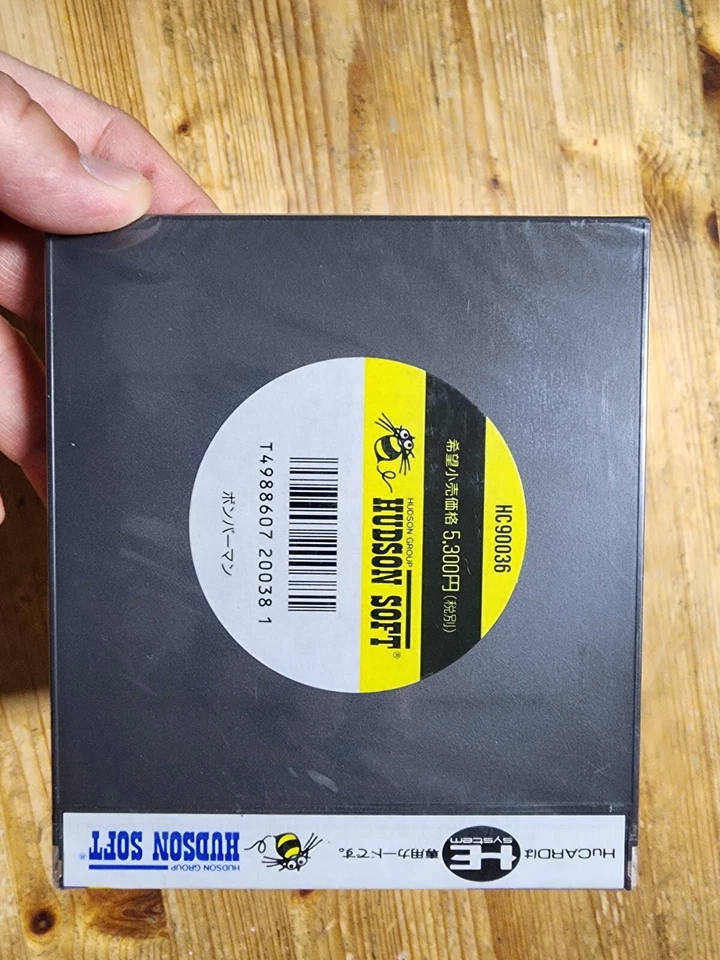 HC90036
希望小売価格 5,300円(税別)
HUDSON GROUP
HUDSON SOFT®
T4988607 200381
ボンバーマン
HuCARDは HE system 専用カードです。
HUDSON GROUP
HUDSON SOFT®